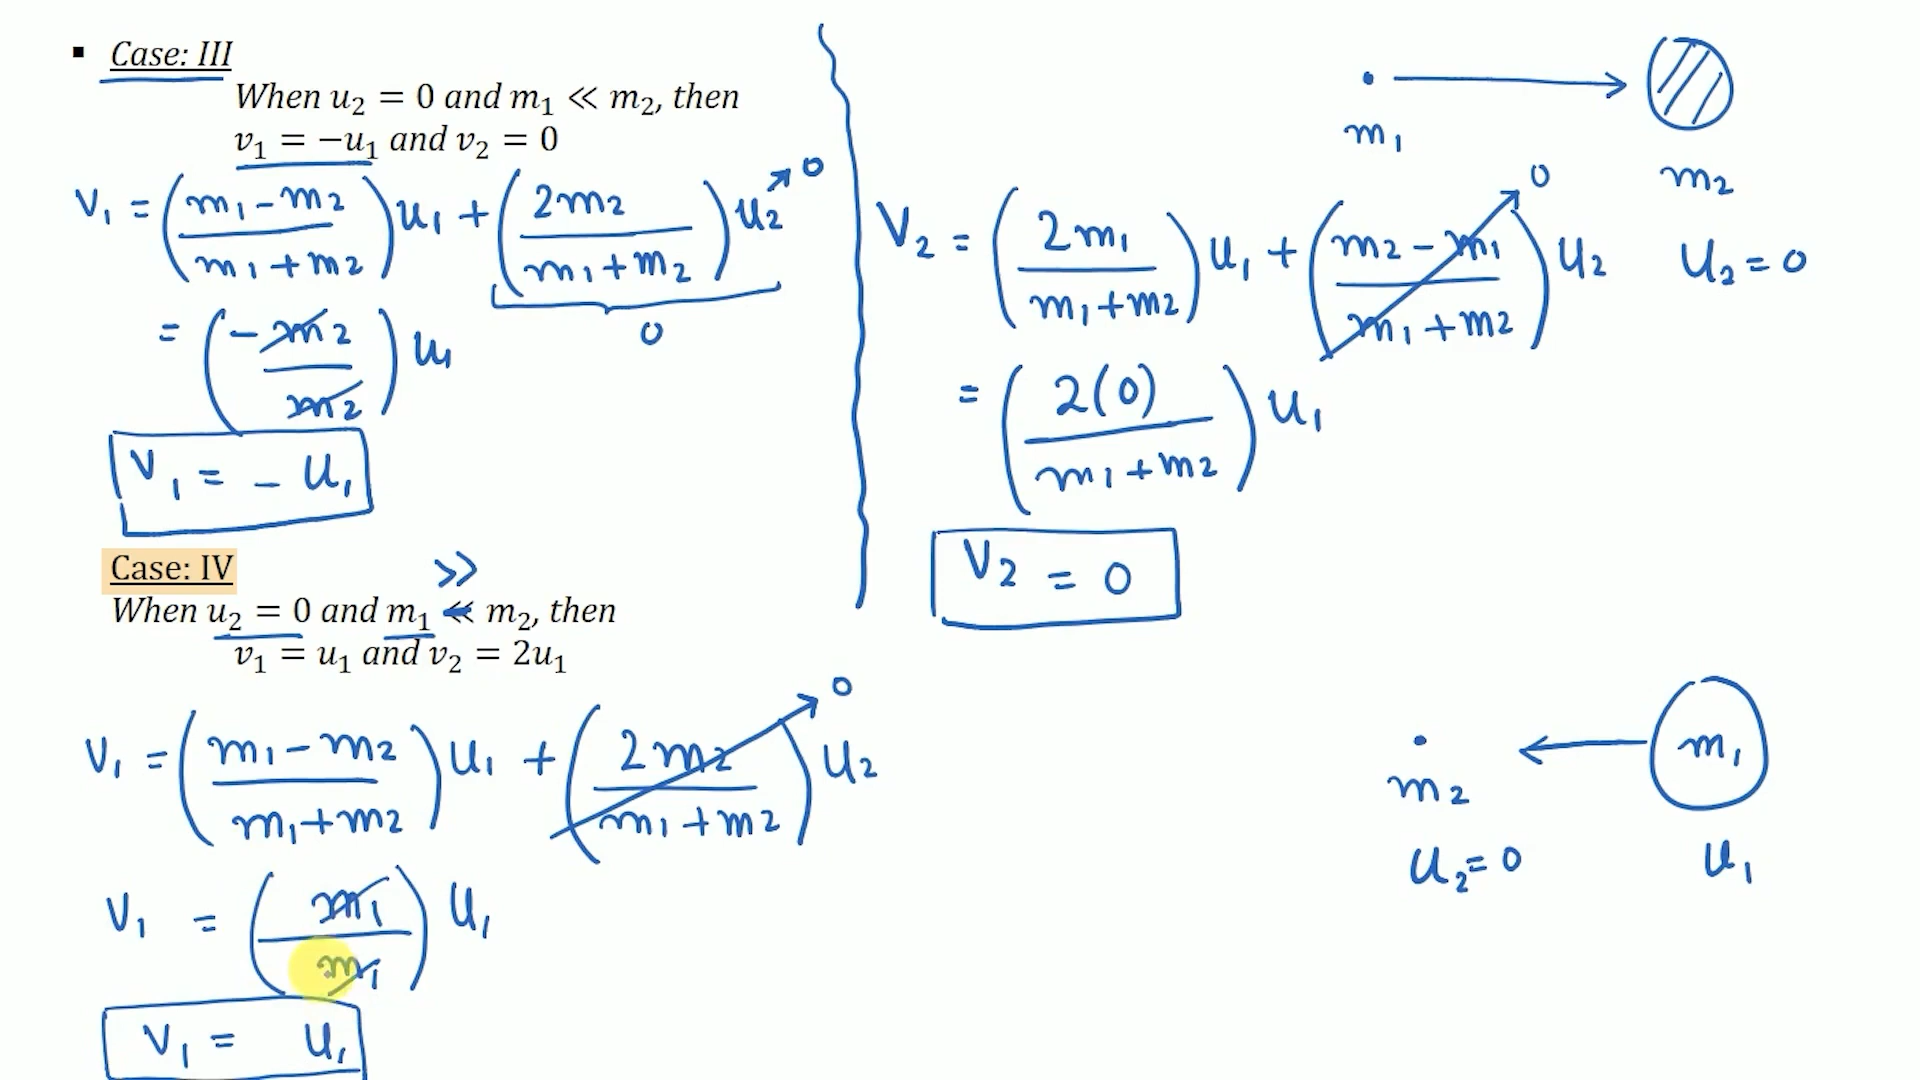 ▪ Case: III
When u₂ = 0 and m₁ ≪ m₂, then
v₁ = −u₁ and v₂ = 0
V₁ = ((m₁ − m₂)/(m₁ + m₂)) u₁ + ((2m₂)/(m₁ + m₂)) u₂ ↗ 0
0
= (−m₂/m₂) u₁
V₁ = − u₁
V₂ = ((2m₁)/(m₁ + m₂)) u₁ + ((m₂ − m₁)/(m₁ + m₂)) u₂
0
= ((2(0))/(m₁ + m₂)) u₁
V₂ = 0
m₁
m₂
u₂ = 0
Case: IV
>>
When u₂ = 0 and m₁ ≪ m₂, then
v₁ = u₁ and v₂ = 2u₁
V₁ = ((m₁ − m₂)/(m₁ + m₂)) u₁ + ((2m₂)/(m₁ + m₂)) u₂
0
V₁ = (m₁/m₁) u₁
V₁ = u₁
m₁
m₂
u₂ = 0
u₁